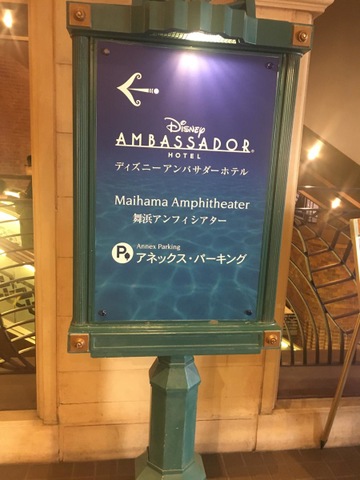 Disney
AMBASSADOR®
HOTEL
ディズニーアンバサダーホテル
Maihama Amphitheater
舞浜アンフィシアター
P Annex Parking
アネックス・パーキング